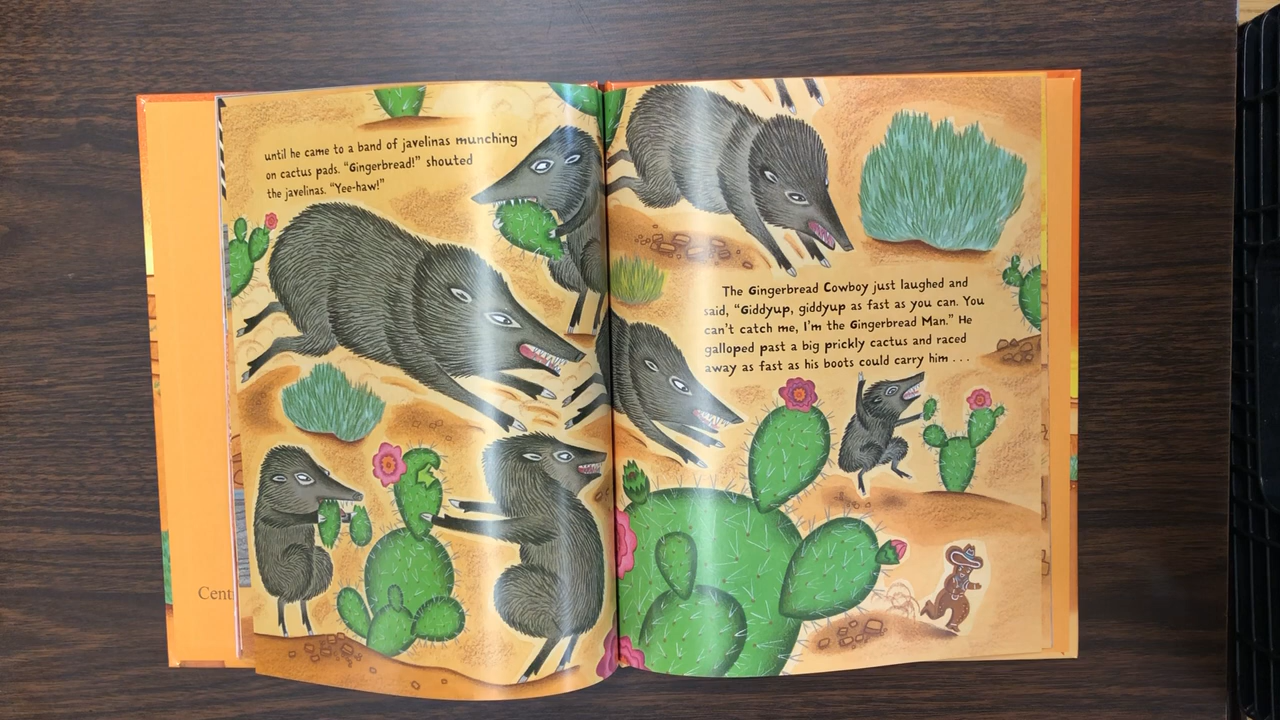 until he came to a band of javelinas munching
on cactus pads. “Gingerbread!” shouted
the javelinas. “Yee-haw!”
The Gingerbread Cowboy just laughed and
said, “Giddyup, giddyup as fast as you can. You
can’t catch me, I’m the Gingerbread Man.” He
galloped past a big prickly cactus and raced
away as fast as his boots could carry him . . .